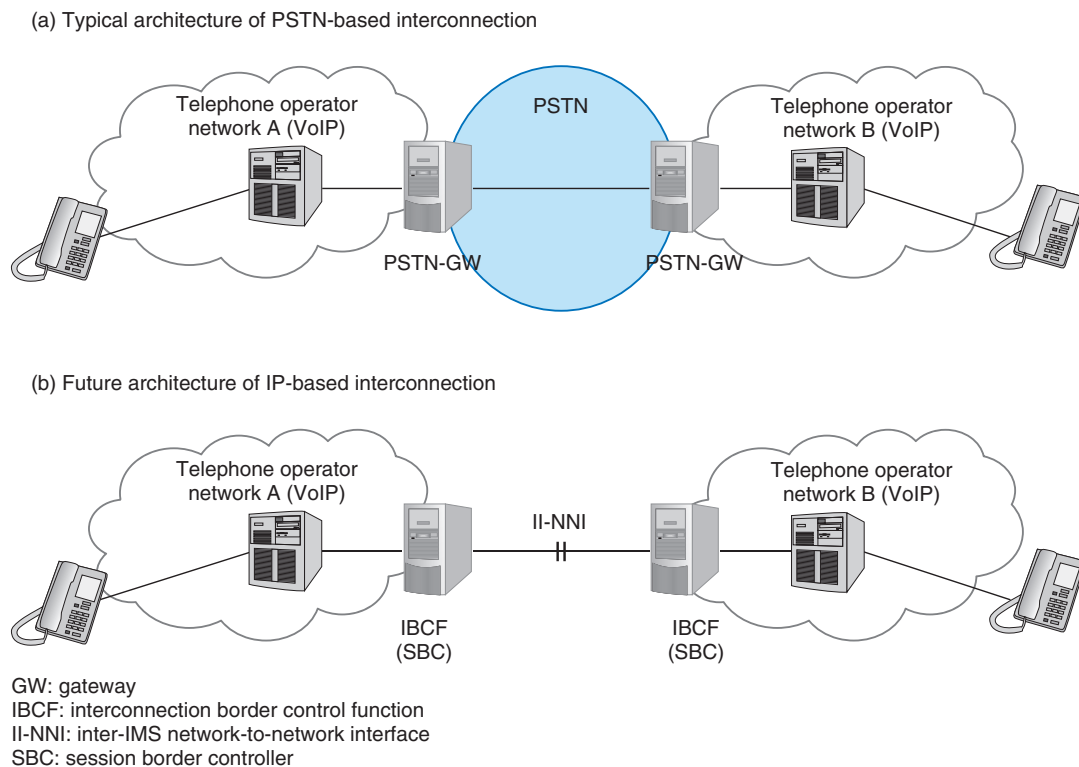 (a) Typical architecture of PSTN-based interconnection
Telephone operator
network A (VoIP)
PSTN
Telephone operator
network B (VoIP)
PSTN-GW
PSTN-GW
(b) Future architecture of IP-based interconnection
Telephone operator
network A (VoIP)
Telephone operator
network B (VoIP)
II-NNI
IBCF
(SBC)
IBCF
(SBC)
GW: gateway
IBCF: interconnection border control function
II-NNI: inter-IMS network-to-network interface
SBC: session border controller